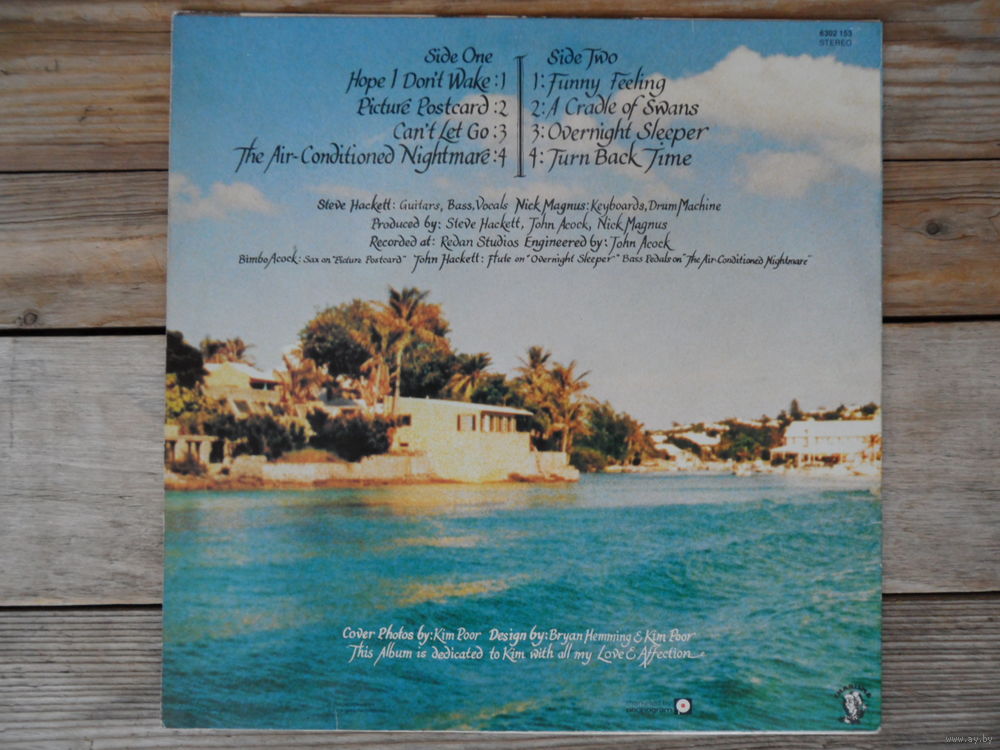 6302 153
STEREO
Side One
Hope I Don't Wake :1
Picture Postcard :2
Can't Let Go :3
The Air-Conditioned Nightmare :4
Side Two
1: Funny Feeling
2: A Cradle of Swans
3: Overnight Sleeper
4: Turn Back Time
Steve Hackett: Guitars, Bass, Vocals Nick Magnus: Keyboards, Drum Machine
Produced by: Steve Hackett, John Acock, Nick Magnus
Recorded at: Redan Studios Engineered by: John Acock
Bimbo Acock: Sax on "Picture Postcard" John Hackett: Flute on "Overnight Sleeper" Bass Pedals on "The Air-Conditioned Nightmare"
Cover Photos by: Kim Poor Design by: Bryan Hemming & Kim Poor
This Album is dedicated to Kim with all my Love & Affection
phonogram
www.ay.by